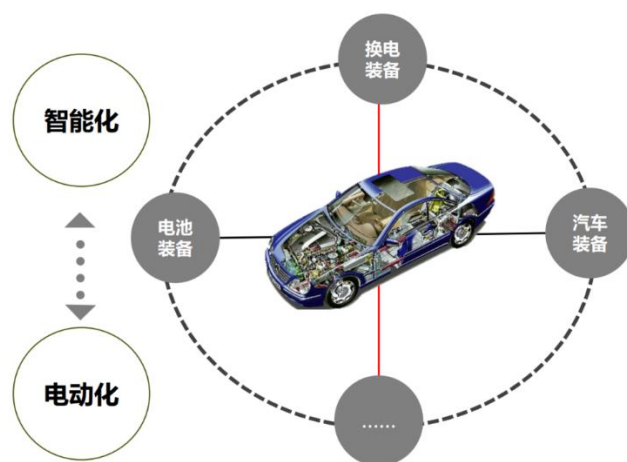 换电
装备
智能化
电池
装备
汽车
装备
电动化
......